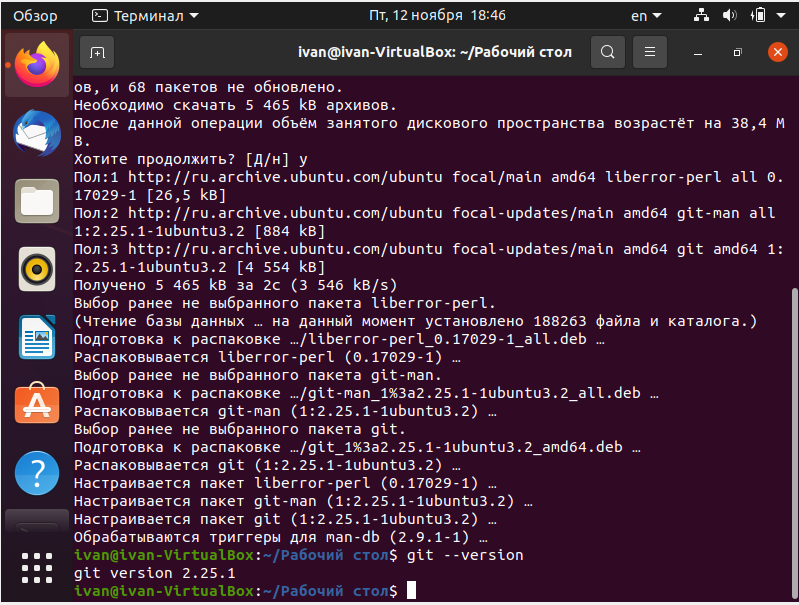 Обзор
Терминал
Пт, 12 ноября 18:46
en
ivan@ivan-VirtualBox: ~/Рабочий стол
ов, и 68 пакетов не обновлено.
Необходимо скачать 5 465 kB архивов.
После данной операции объём занятого дискового пространства возрастёт на 38,4 M
B.
Хотите продолжить? [Д/н] y
Пол:1 http://ru.archive.ubuntu.com/ubuntu focal/main amd64 liberror-perl all 0.
17029-1 [26,5 kB]
Пол:2 http://ru.archive.ubuntu.com/ubuntu focal-updates/main amd64 git-man all
1:2.25.1-1ubuntu3.2 [884 kB]
Пол:3 http://ru.archive.ubuntu.com/ubuntu focal-updates/main amd64 git amd64 1:
2.25.1-1ubuntu3.2 [4 554 kB]
Получено 5 465 kB за 2с (3 546 kB/s)
Выбор ранее не выбранного пакета liberror-perl.
(Чтение базы данных … на данный момент установлено 188263 файла и каталога.)
Подготовка к распаковке …/liberror-perl_0.17029-1_all.deb …
Распаковывается liberror-perl (0.17029-1) …
Выбор ранее не выбранного пакета git-man.
Подготовка к распаковке …/git-man_1%3a2.25.1-1ubuntu3.2_all.deb …
Распаковывается git-man (1:2.25.1-1ubuntu3.2) …
Выбор ранее не выбранного пакета git.
Подготовка к распаковке …/git_1%3a2.25.1-1ubuntu3.2_amd64.deb …
Распаковывается git (1:2.25.1-1ubuntu3.2) …
Настраивается пакет liberror-perl (0.17029-1) …
Настраивается пакет git-man (1:2.25.1-1ubuntu3.2) …
Настраивается пакет git (1:2.25.1-1ubuntu3.2) …
Обрабатываются триггеры для man-db (2.9.1-1) …
ivan@ivan-VirtualBox:~/Рабочий стол$ git --version
git version 2.25.1
ivan@ivan-VirtualBox:~/Рабочий стол$